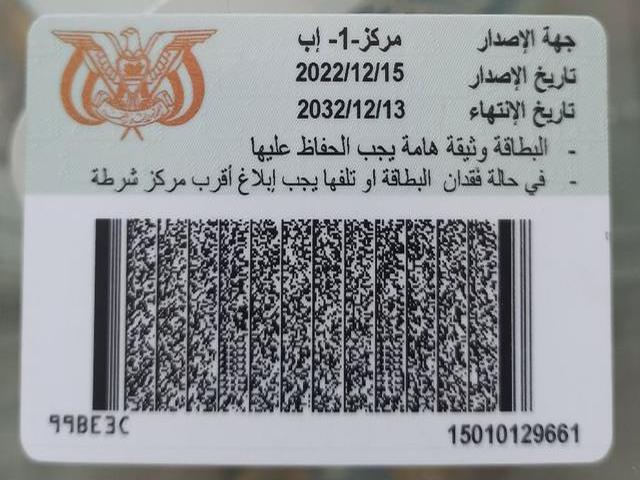 جهة الإصدار مركز-1- إب
تاريخ الإصدار 2022/12/15
تاريخ الإنتهاء 2032/12/13
- البطاقة وثيقة هامة يجب الحفاظ عليها
- في حالة فقدان البطاقة او تلفها يجب إبلاغ أقرب مركز شرطة
99BE3C
15010129661